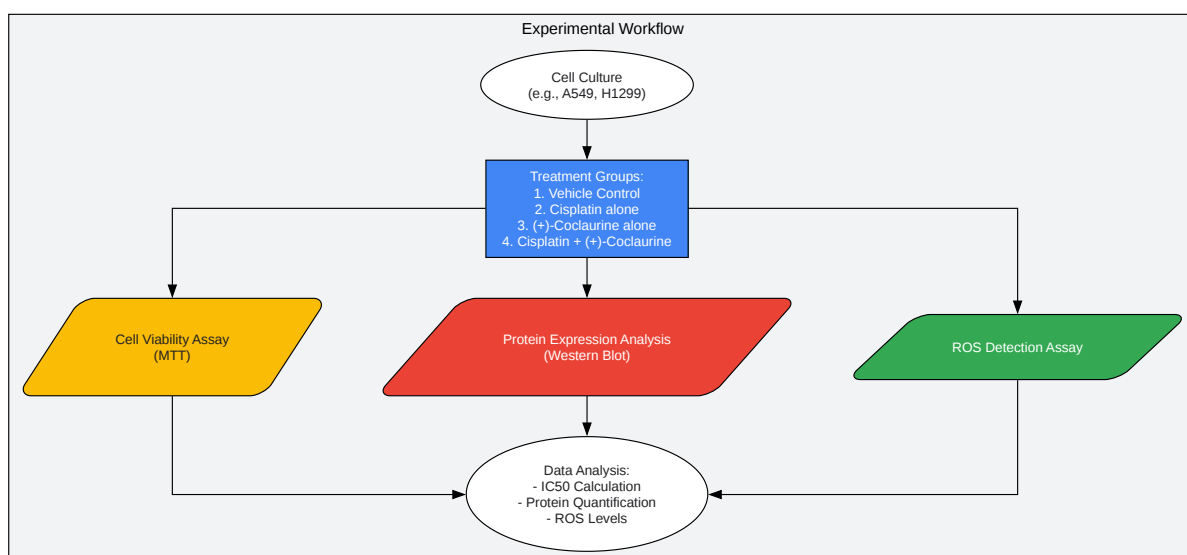 Experimental Workflow
Cell Culture
(e.g., A549, H1299)
Treatment Groups:
1. Vehicle Control
2. Cisplatin alone
3. (+)-Coclaurine alone
4. Cisplatin + (+)-Coclaurine
Cell Viability Assay
(MTT)
Protein Expression Analysis
(Western Blot)
ROS Detection Assay
Data Analysis:
- IC50 Calculation
- Protein Quantification
- ROS Levels